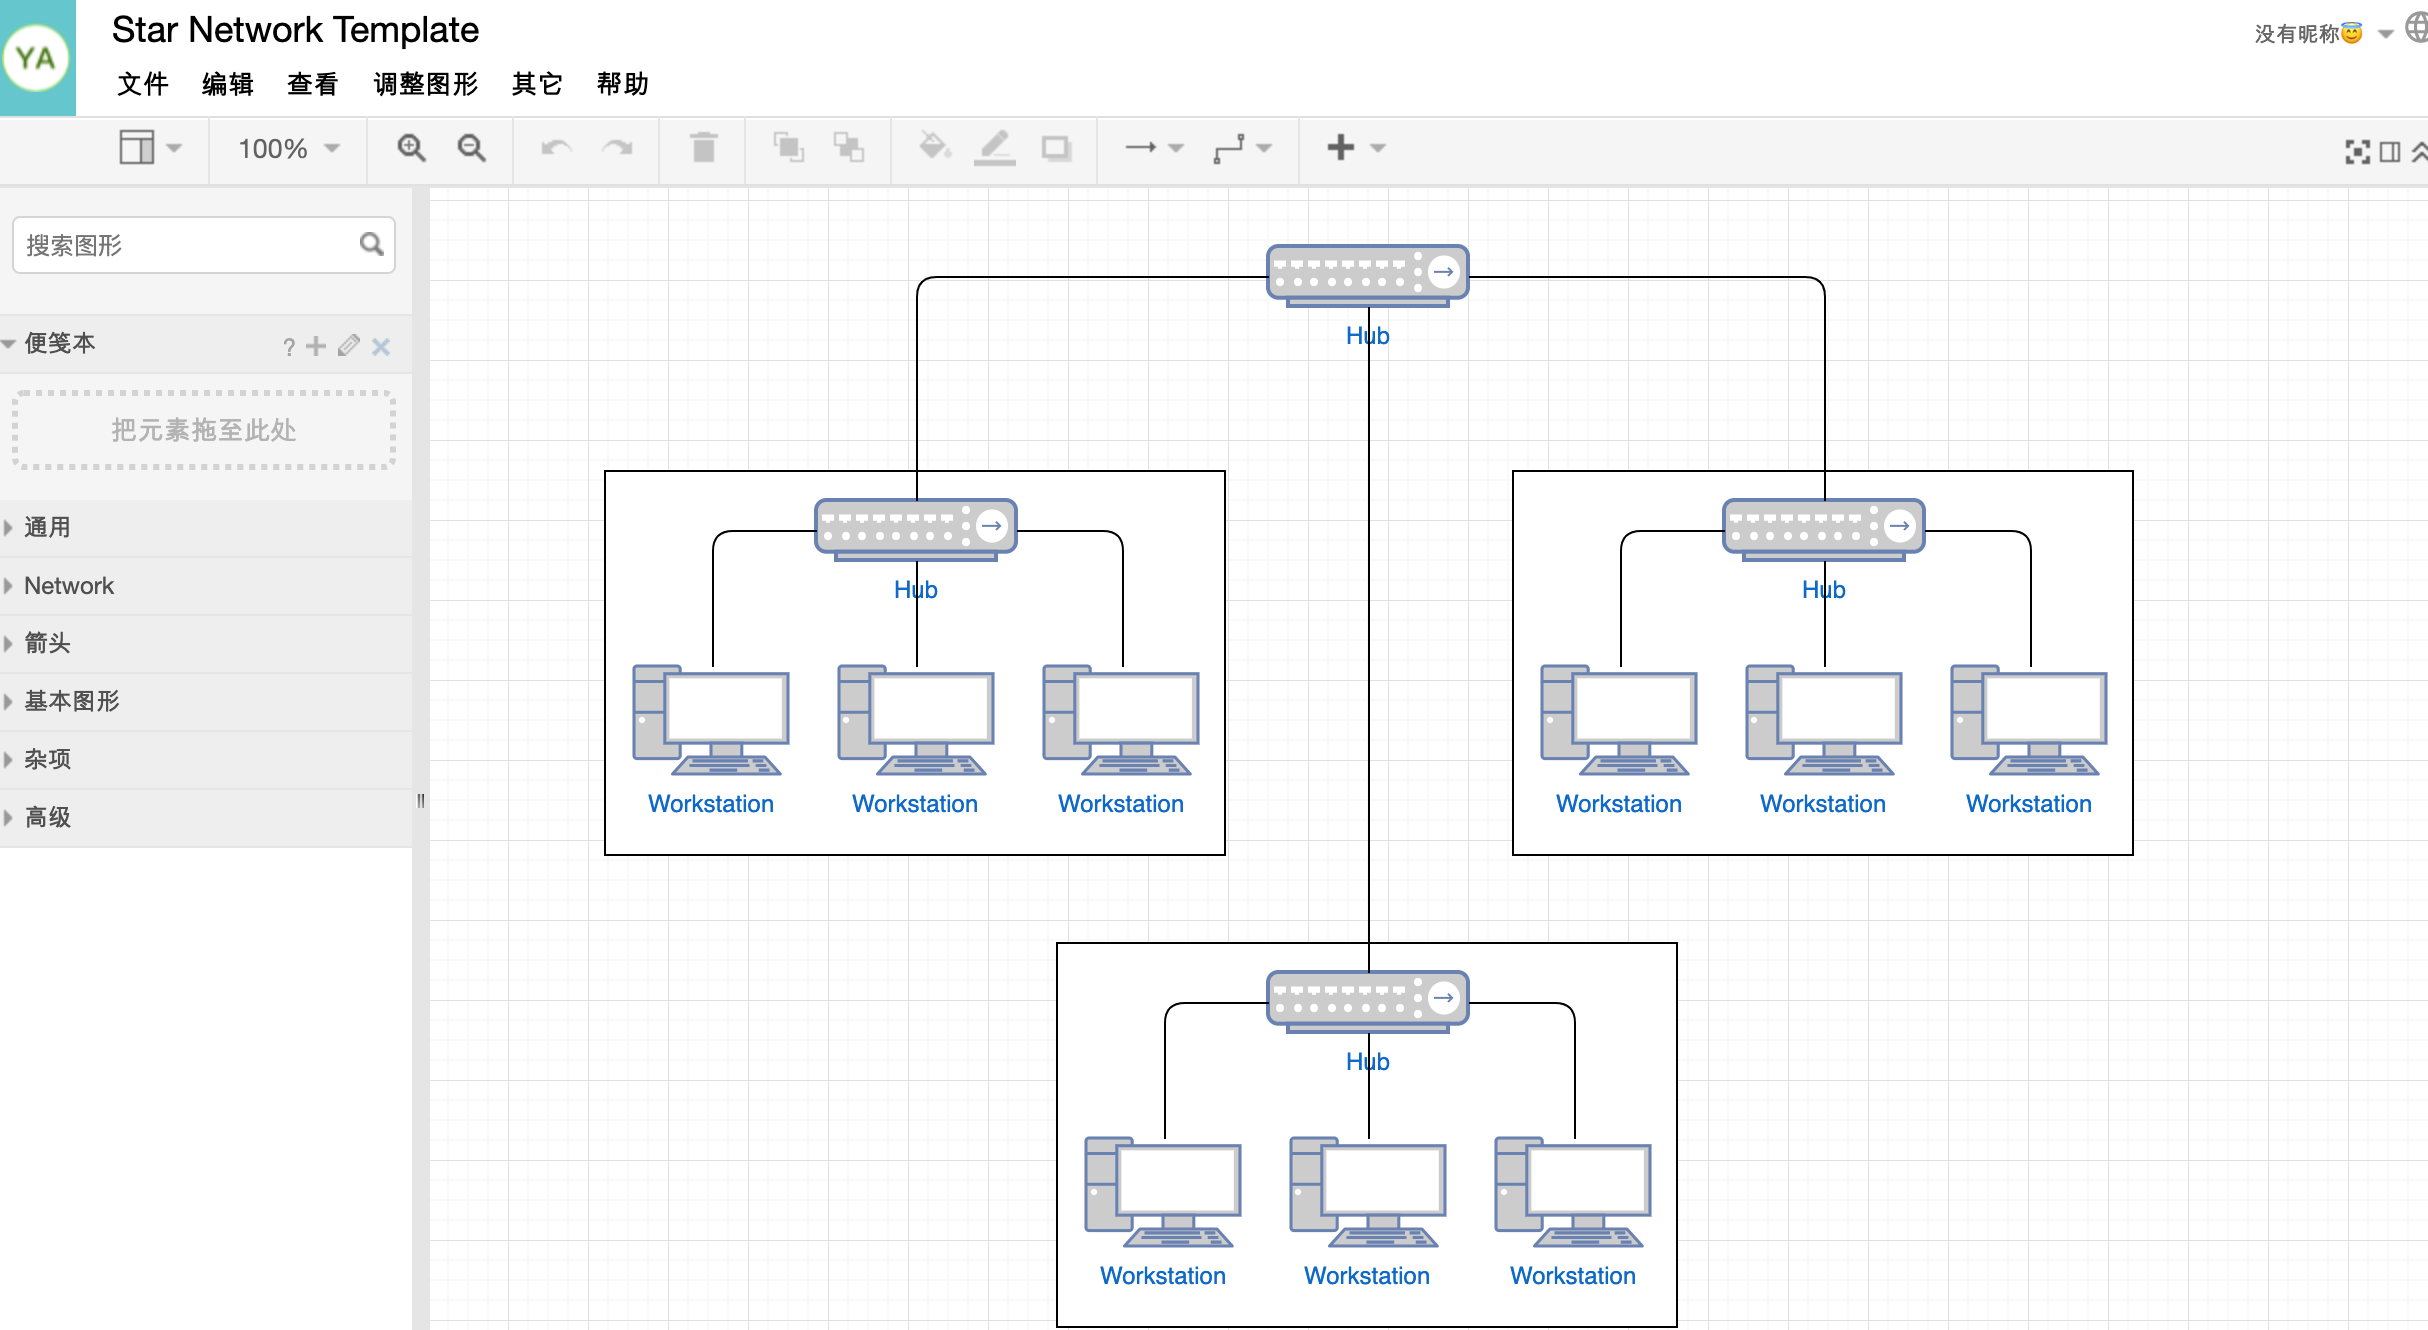 YA
Star Network Template
没有昵称😇
文件 编辑 查看 调整图形 其它 帮助
100%
搜索图形
便笺本
?
把元素拖至此处
通用
Network
箭头
基本图形
杂项
高级
Hub
Hub
Workstation Workstation Workstation
Hub
Workstation Workstation Workstation
Hub
Workstation Workstation Workstation